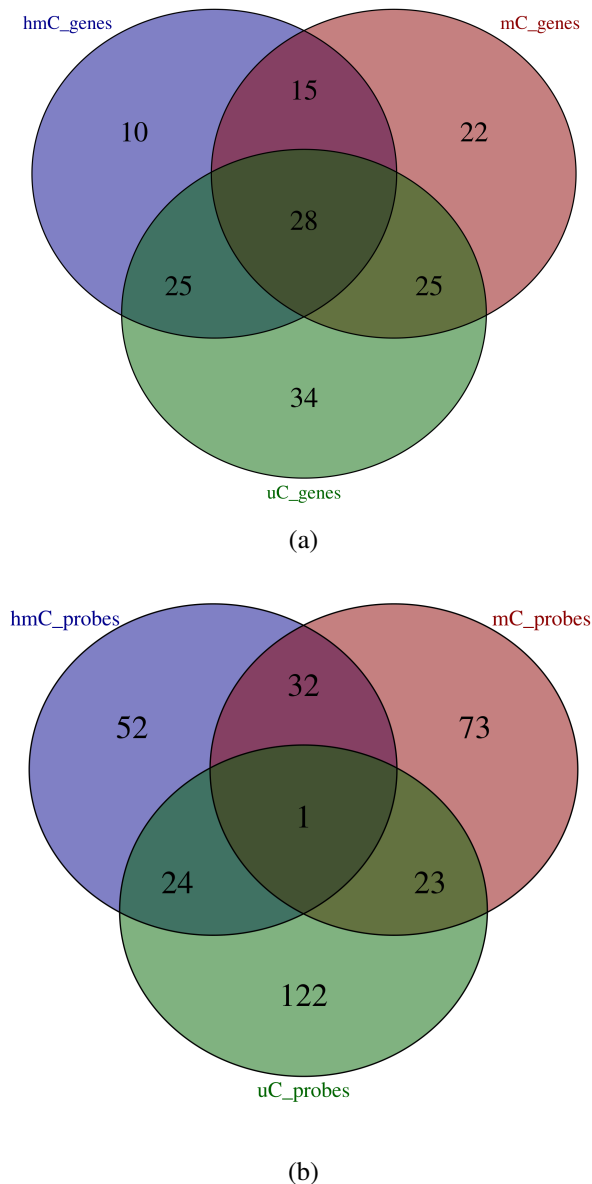 hmC_genes
mC_genes
15
10
22
28
25
25
34
uC_genes
(a)
hmC_probes
mC_probes
32
52
73
1
24
23
122
uC_probes
(b)